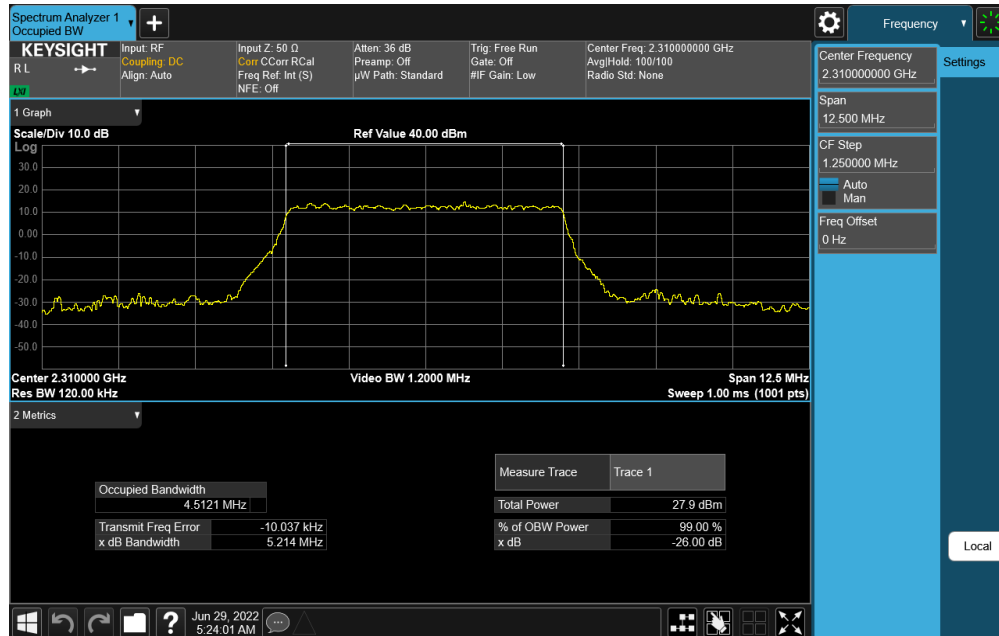 Spectrum Analyzer 1
Occupied BW
Frequency
KEYSIGHT
R L
LXI
Input: RF
Coupling: DC
Align: Auto
Input Z: 50 Ω
Corr CCorr RCal
Freq Ref: Int (S)
NFE: Off
Atten: 36 dB
Preamp: Off
µW Path: Standard
Trig: Free Run
Gate: Off
#IF Gain: Low
Center Freq: 2.310000000 GHz
Avg|Hold: 100/100
Radio Std: None
Center Frequency
2.310000000 GHz
Settings
Span
12.500 MHz
CF Step
1.250000 MHz
Auto
Man
Freq Offset
0 Hz
1 Graph
Scale/Div 10.0 dB
Ref Value 40.00 dBm
Log
30.0
20.0
10.0
0.00
-10.0
-20.0
-30.0
-40.0
-50.0
Center 2.310000 GHz
Video BW 1.2000 MHz
Span 12.5 MHz
Res BW 120.00 kHz
Sweep 1.00 ms (1001 pts)
2 Metrics
Measure Trace Trace 1
Occupied Bandwidth
4.5121 MHz
Total Power 27.9 dBm
Transmit Freq Error -10.037 kHz
% of OBW Power 99.00 %
x dB Bandwidth 5.214 MHz
x dB -26.00 dB
Local
Jun 29, 2022
5:24:01 AM